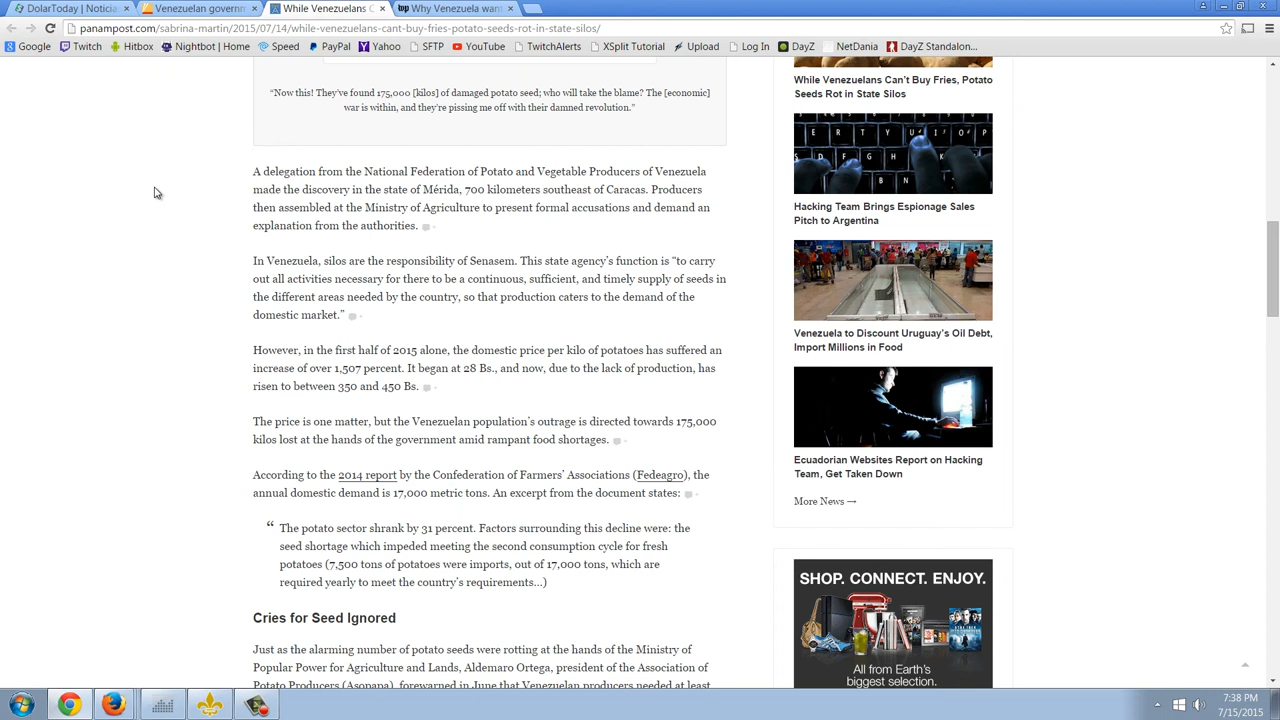 DolarToday | Noticia
Venezuelan governm
While Venezuelans C
Why Venezuela want
panampost.com/sabrina-martin/2015/07/14/while-venezuelans-cant-buy-fries-potato-seeds-rot-in-state-silos/
Google Twitch Hitbox Nightbot | Home Speed PayPal Yahoo SFTP YouTube TwitchAlerts XSplit Tutorial Upload Log In DayZ NetDania DayZ Standalon...
“Now this! They’ve found 175,000 [kilos] of damaged potato seed; who will take the blame? The [economic]
war is within, and they’re pissing me off with their damned revolution.”
A delegation from the National Federation of Potato and Vegetable Producers of Venezuela
made the discovery in the state of Mérida, 700 kilometers southeast of Caracas. Producers
then assembled at the Ministry of Agriculture to present formal accusations and demand an
explanation from the authorities.
In Venezuela, silos are the responsibility of Senasem. This state agency’s function is “to carry
out all activities necessary for there to be a continuous, sufficient, and timely supply of seeds in
the different areas needed by the country, so that production caters to the demand of the
domestic market.”
However, in the first half of 2015 alone, the domestic price per kilo of potatoes has suffered an
increase of over 1,507 percent. It began at 28 Bs., and now, due to the lack of production, has
risen to between 350 and 450 Bs.
The price is one matter, but the Venezuelan population’s outrage is directed towards 175,000
kilos lost at the hands of the government amid rampant food shortages.
According to the 2014 report by the Confederation of Farmers’ Associations (Fedeagro), the
annual domestic demand is 17,000 metric tons. An excerpt from the document states:
“ The potato sector shrank by 31 percent. Factors surrounding this decline were: the
seed shortage which impeded meeting the second consumption cycle for fresh
potatoes (7,500 tons of potatoes were imports, out of 17,000 tons, which are
required yearly to meet the country’s requirements…)
Cries for Seed Ignored
Just as the alarming number of potato seeds were rotting at the hands of the Ministry of
Popular Power for Agriculture and Lands, Aldemaro Ortega, president of the Association of
Potato Producers (Asopapa), forewarned in June that Venezuelan producers needed at least
While Venezuelans Can’t Buy Fries, Potato
Seeds Rot in State Silos
E R T Y U I O P
S D F G H
B N
Hacking Team Brings Espionage Sales
Pitch to Argentina
Venezuela to Discount Uruguay’s Oil Debt,
Import Millions in Food
Ecuadorian Websites Report on Hacking
Team, Get Taken Down
More News →
SHOP. CONNECT. ENJOY.
All from Earth’s
biggest selection.
7:38 PM
7/15/2015